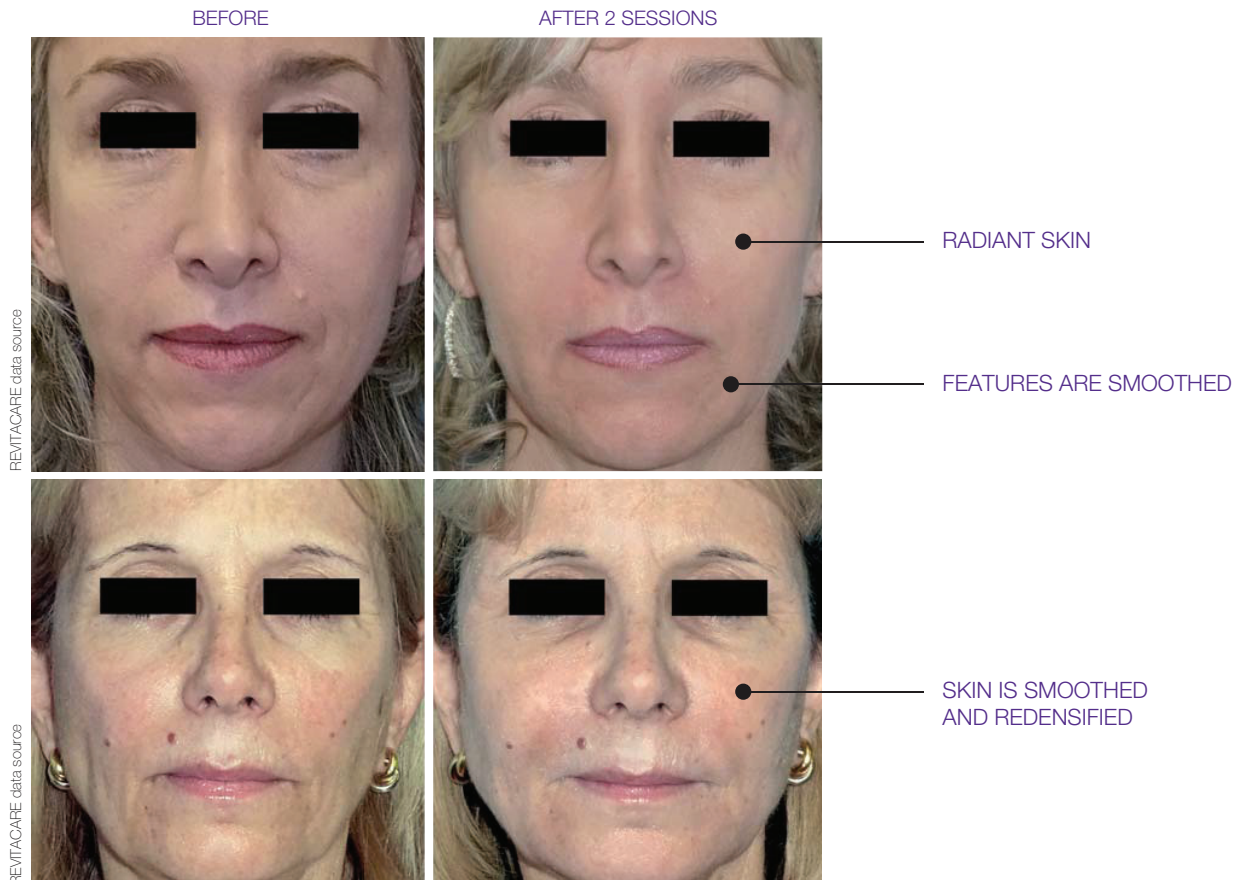 BEFORE
AFTER 2 SESSIONS
RADIANT SKIN
FEATURES ARE SMOOTHED
REVITACARE data source
SKIN IS SMOOTHED
AND REDENSIFIED
REVITACARE data source